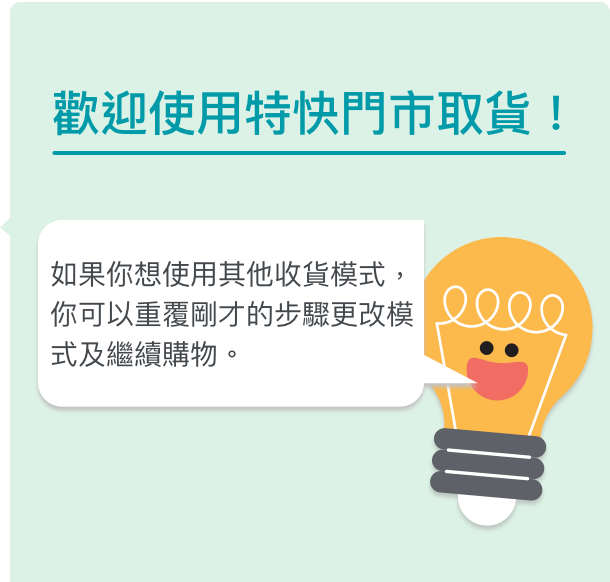 歡迎使用特快門市取貨！
如果你想使用其他收貨模式，
你可以重覆剛才的步驟更改模
式及繼續購物。